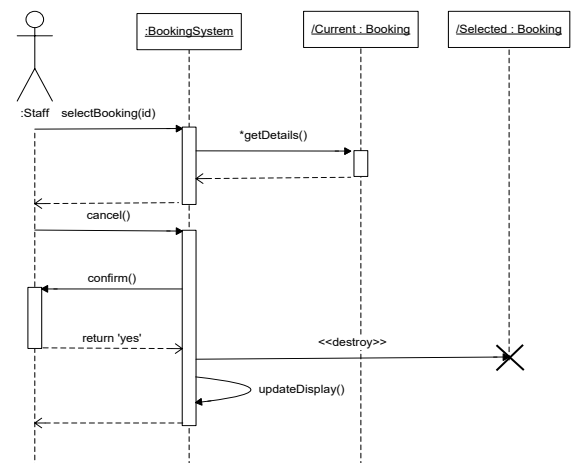 :BookingSystem
/Current : Booking
/Selected : Booking
:Staff
selectBooking(id)
*getDetails()
cancel()
confirm()
return 'yes'
<<destroy>>
updateDisplay()